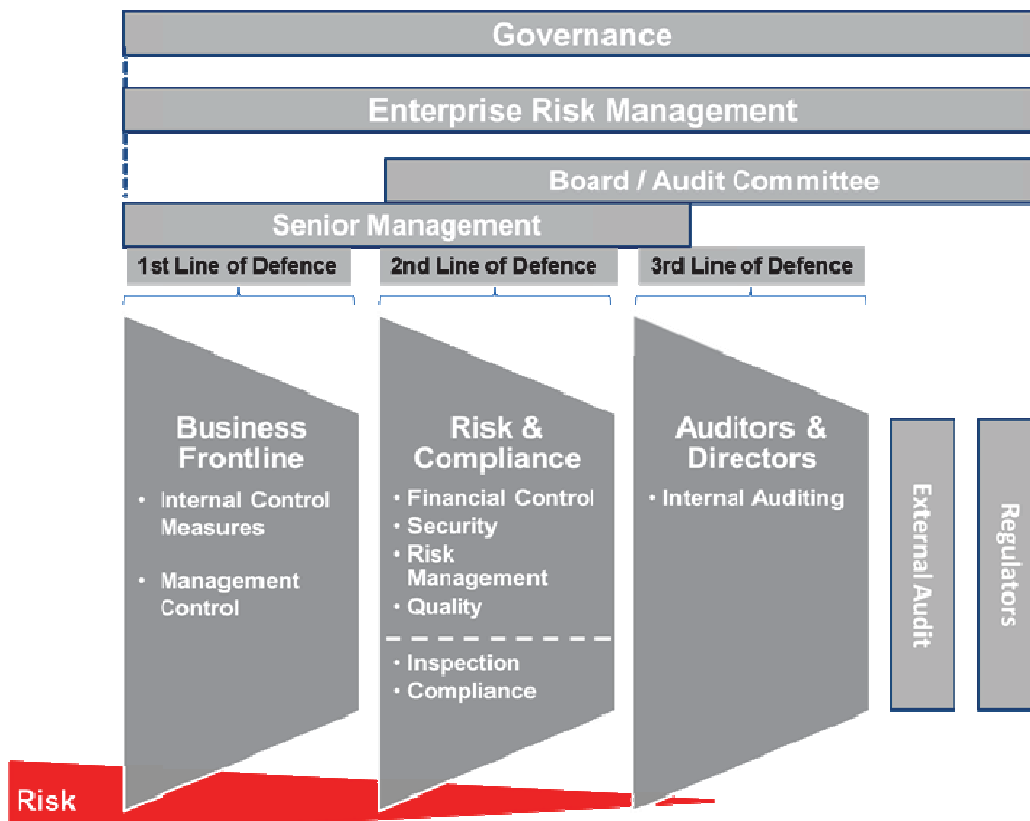 Governance
Enterprise Risk Management
Board / Audit Committee
Senior Management
1st Line of Defence
2nd Line of Defence
3rd Line of Defence
Business
Frontline
• Internal Control
Measures
• Management
Control
Risk &
Compliance
• Financial Control
• Security
• Risk
Management
• Quality
• Inspection
• Compliance
Auditors &
Directors
• Internal Auditing
External Audit
Regulators
Risk